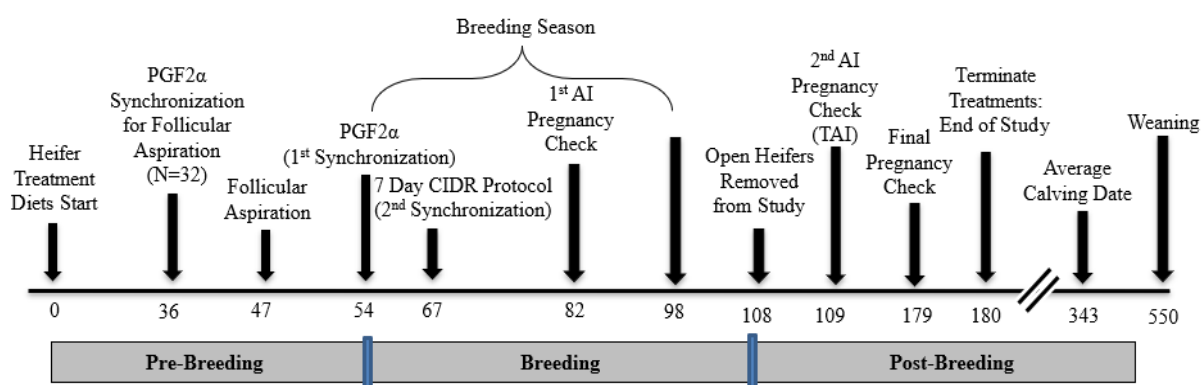 Breeding Season
Heifer
Treatment
Diets Start
PGF2α
Synchronization
for Follicular
Aspiration
(N=32)
Follicular
Aspiration
PGF2α
(1st Synchronization)
7 Day CIDR Protocol
(2nd Synchronization)
1st AI
Pregnancy
Check
Open Heifers
Removed
from Study
2nd AI
Pregnancy
Check
(TAI)
Final
Pregnancy
Check
Terminate
Treatments:
End of Study
Average
Calving Date
Weaning
0 36 47 54 67 82 98 108 109 179 180 343 550
Pre-Breeding Breeding Post-Breeding